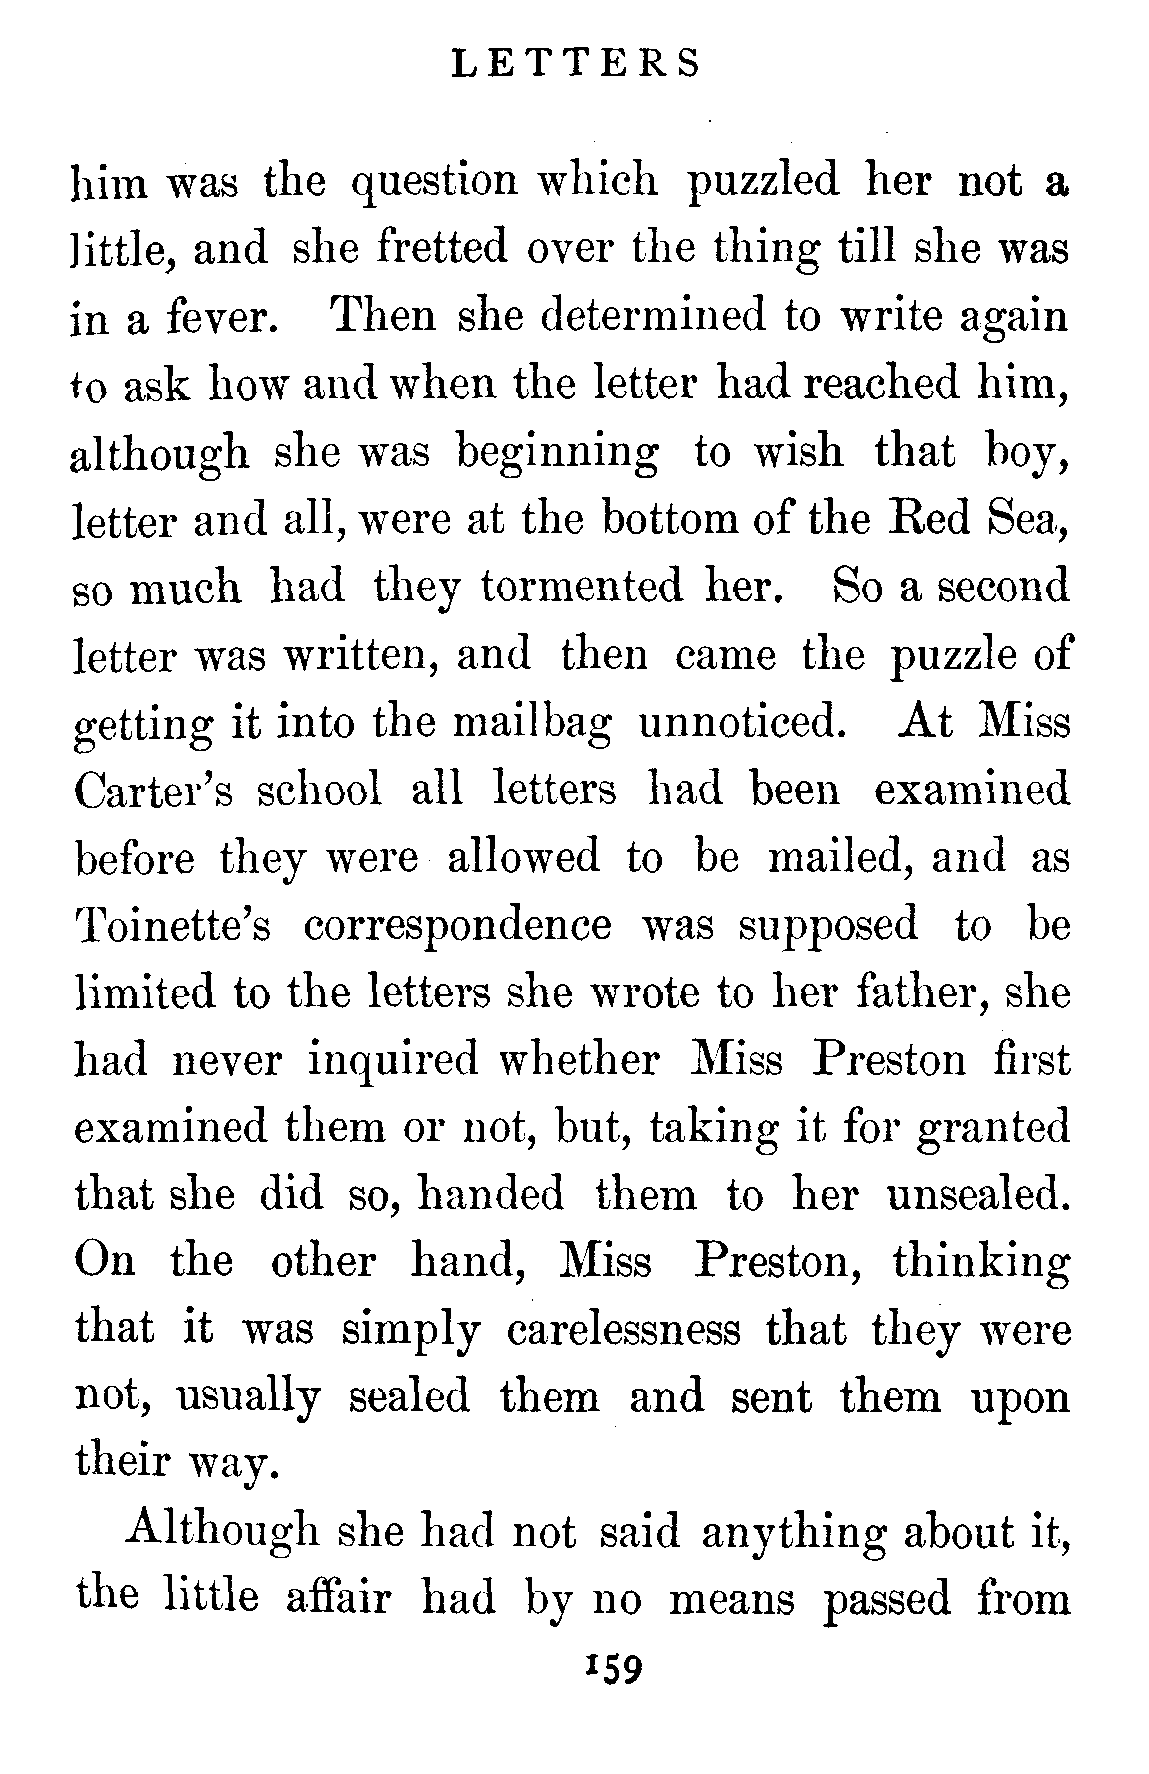 LETTERS
him was the question which puzzled her not a
little, and she fretted over the thing till she was
in a fever. Then she determined to write again
to ask how and when the letter had reached him,
although she was beginning to wish that boy,
letter and all, were at the bottom of the Red Sea,
so much had they tormented her. So a second
letter was written, and then came the puzzle of
getting it into the mailbag unnoticed. At Miss
Carter's school all letters had been examined
before they were allowed to be mailed, and as
Toinette's correspondence was supposed to be
limited to the letters she wrote to her father, she
had never inquired whether Miss Preston first
examined them or not, but, taking it for granted
that she did so, handed them to her unsealed.
On the other hand, Miss Preston, thinking
that it was simply carelessness that they were
not, usually sealed them and sent them upon
their way.
Although she had not said anything about it,
the little affair had by no means passed from
159